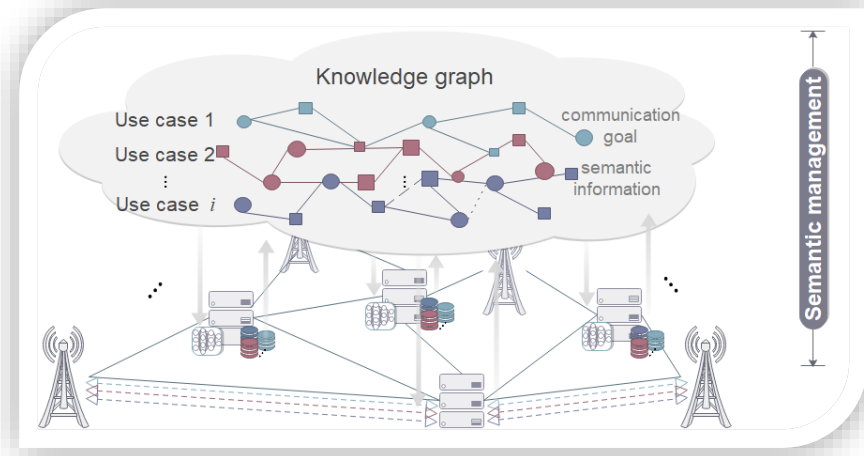 Knowledge graph
Use case 1
communication
goal
Use case 2
semantic
information
Use case i
Semantic management